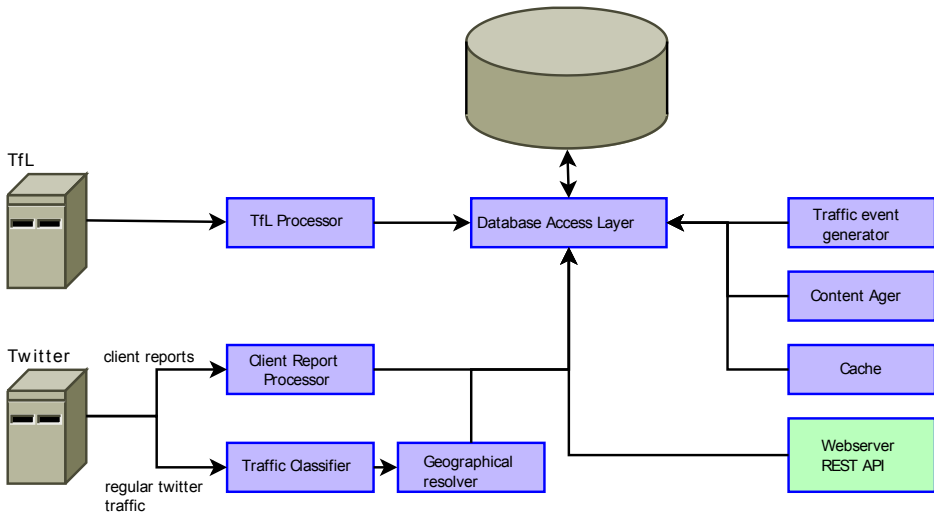 TfL
TfL Processor
Database Access Layer
Traffic event
generator
Content Ager
Twitter
client reports
Client Report
Processor
Cache
Traffic Classifier
Geographical
resolver
Webserver
REST API
regular twitter
traffic